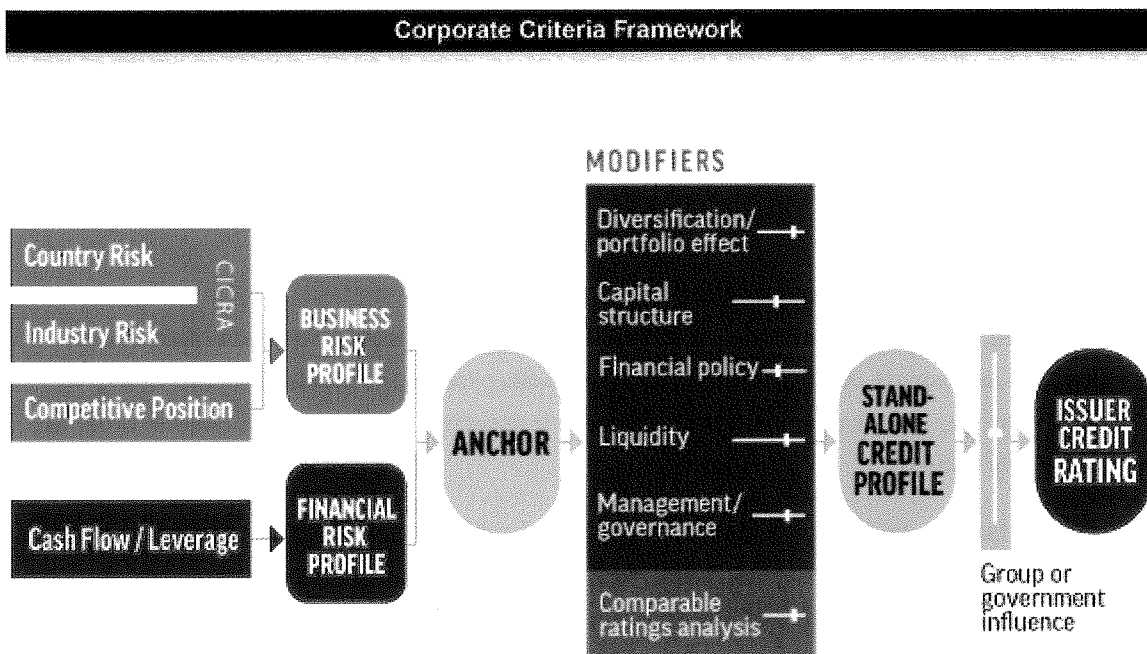 Corporate Criteria Framework
Country Risk
Industry Risk
CICRA
Competitive Position
Cash Flow / Leverage
BUSINESS
RISK
PROFILE
FINANCIAL
RISK
PROFILE
ANCHOR
MODIFIERS
Diversification/
portfolio effect
Capital
structure
Financial policy
Liquidity
Management/
governance
Comparable
ratings analysis
STAND-
ALONE
CREDIT
PROFILE
Group or
government
influence
ISSUER
CREDIT
RATING